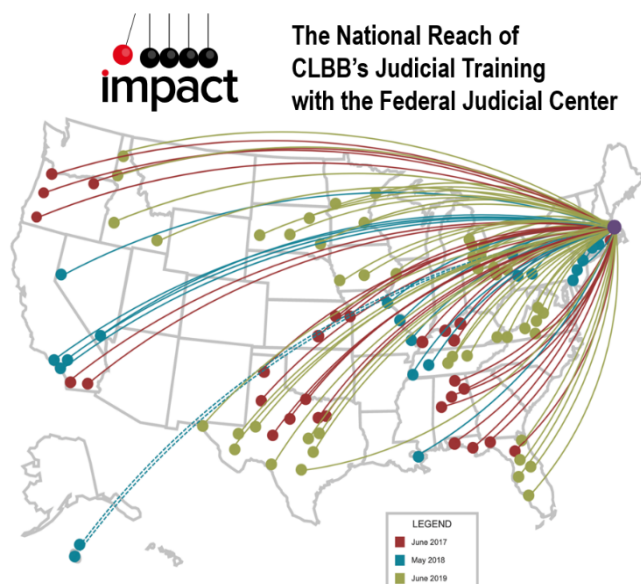 impact
The National Reach of
CLBB's Judicial Training
with the Federal Judicial Center
LEGEND
June 2017
May 2018
June 2019